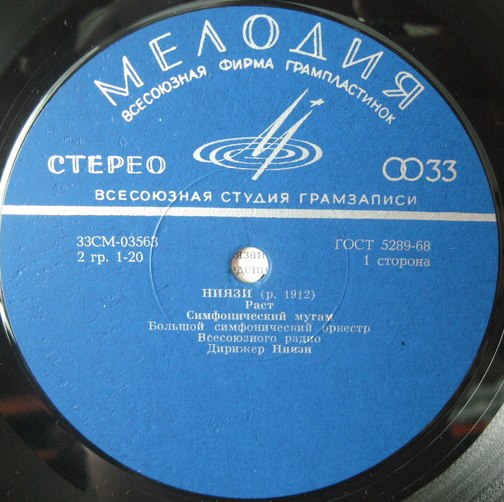 МЕЛОДИЯ
ВСЕСОЮЗНАЯ ФИРМА ГРАМПЛАСТИНОК
СТЕРЕО 33
ВСЕСОЮЗНАЯ СТУДИЯ ГРАМЗАПИСИ
33СМ-03563 ГОСТ 5289-68
2 гр. 1-20 1 сторона
НИЯЗИ (р. 1912)
Раст
Симфонический мугам
Большой симфонический оркестр
Всесоюзного радио
Дирижер Ниязи